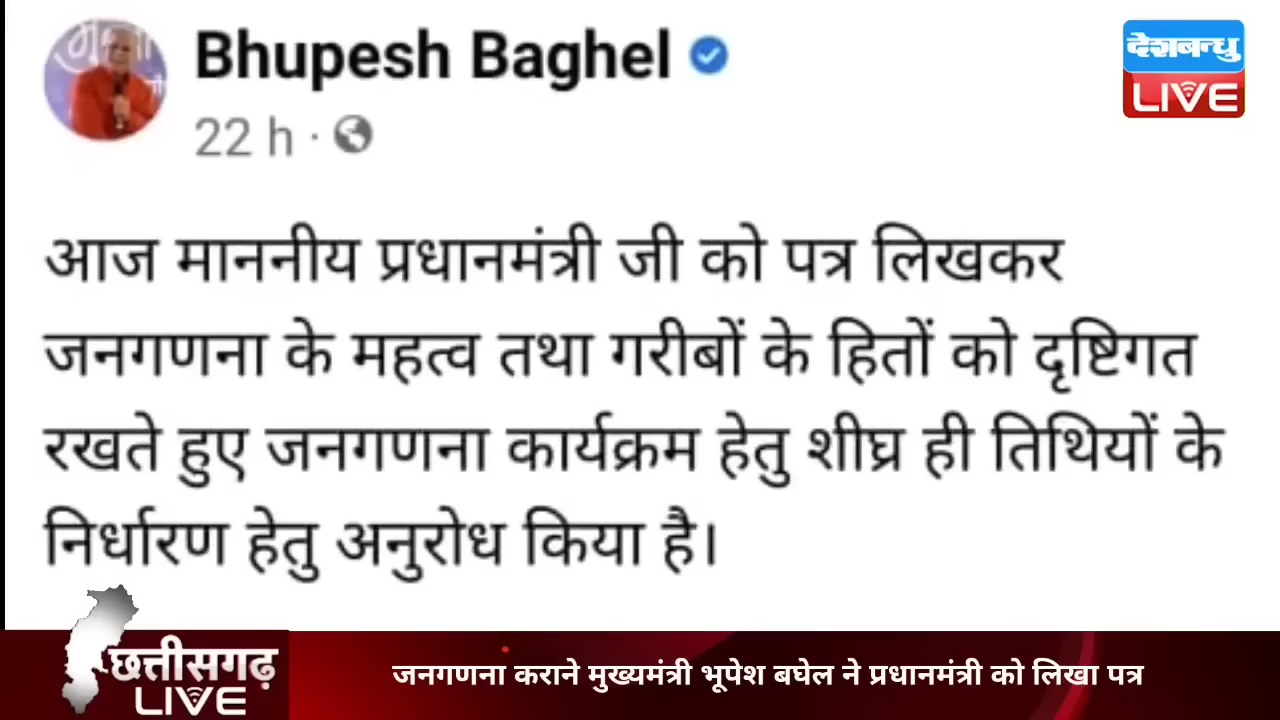 Bhupesh Baghel
22 h ·
देशबन्धु
LIVE
आज माननीय प्रधानमंत्री जी को पत्र लिखकर
जनगणना के महत्व तथा गरीबों के हितों को दृष्टिगत
रखते हुए जनगणना कार्यक्रम हेतु शीघ्र ही तिथियों के
निर्धारण हेतु अनुरोध किया है।
छत्तीसगढ़
LIVE
जनगणना कराने मुख्यमंत्री भूपेश बघेल ने प्रधानमंत्री को लिखा पत्र